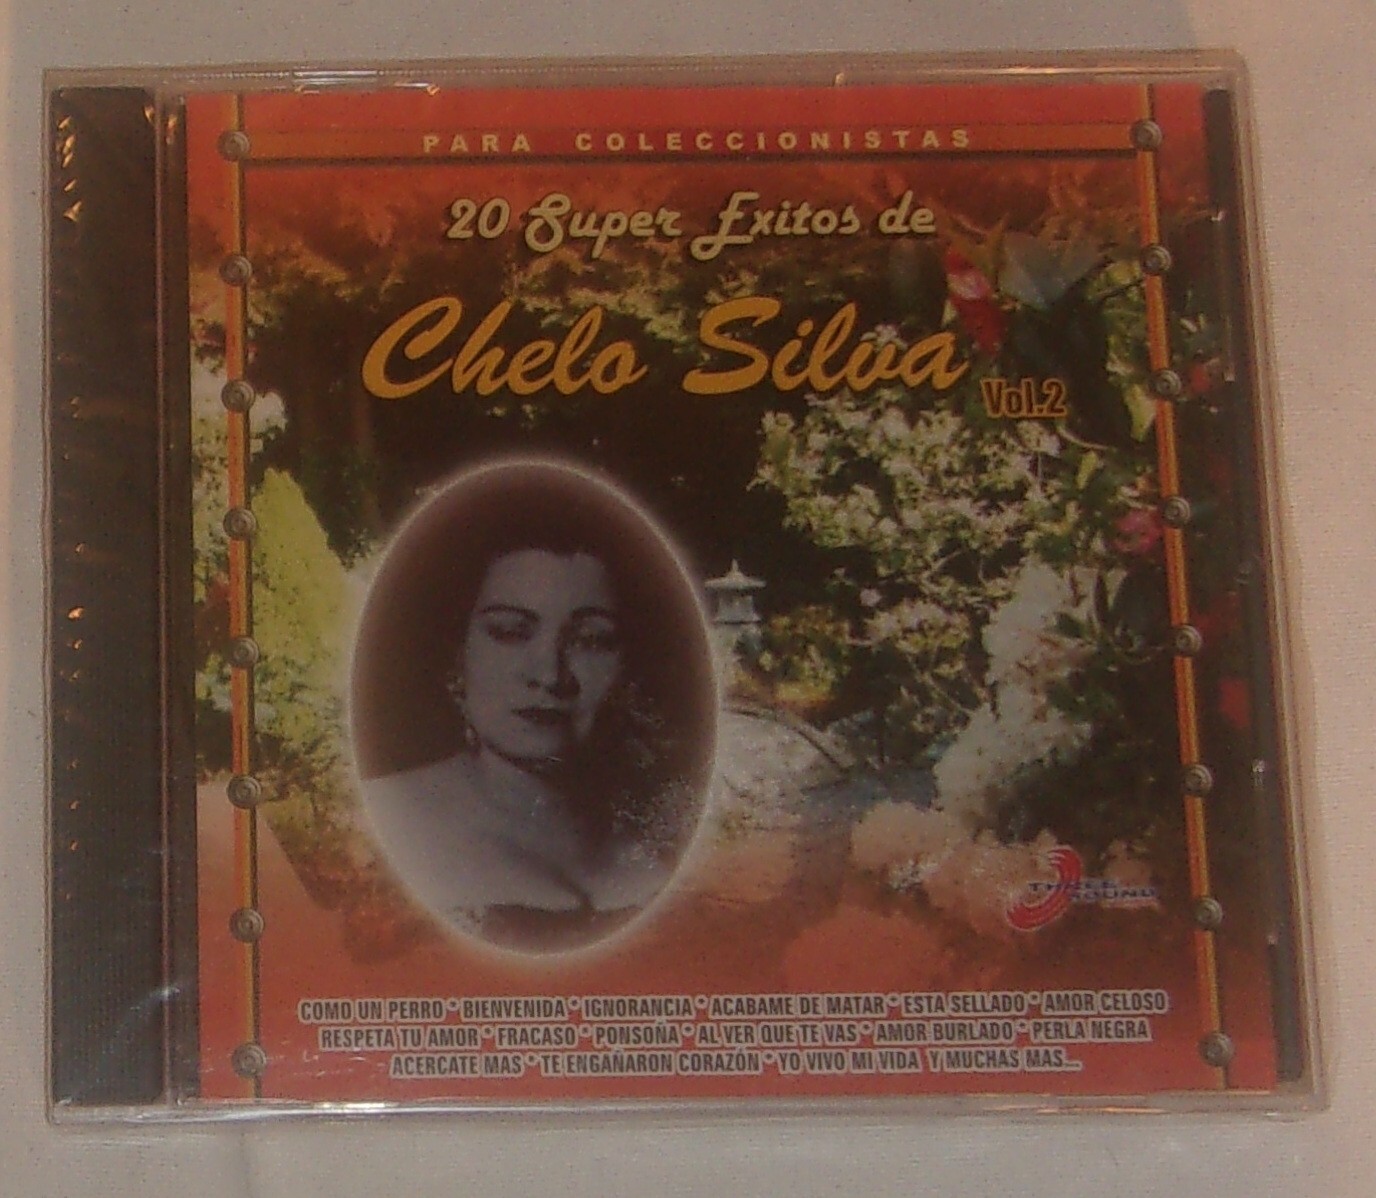 PARA COLECCIONISTAS
20 Super Exitos de
Chelo Silva
Vol.2
THREE
SOUND
COMO UN PERRO * BIENVENIDA * IGNORANCIA * ACABAME DE MATAR * ESTA SELLADO * AMOR CELOSO
RESPETA TU AMOR * FRACASO * PONSOÑA * AL VER QUE TE VAS * AMOR BURLADO * PERLA NEGRA
ACERCATE MAS * TE ENGAÑARON CORAZÓN * YO VIVO MI VIDA Y MUCHAS MAS...